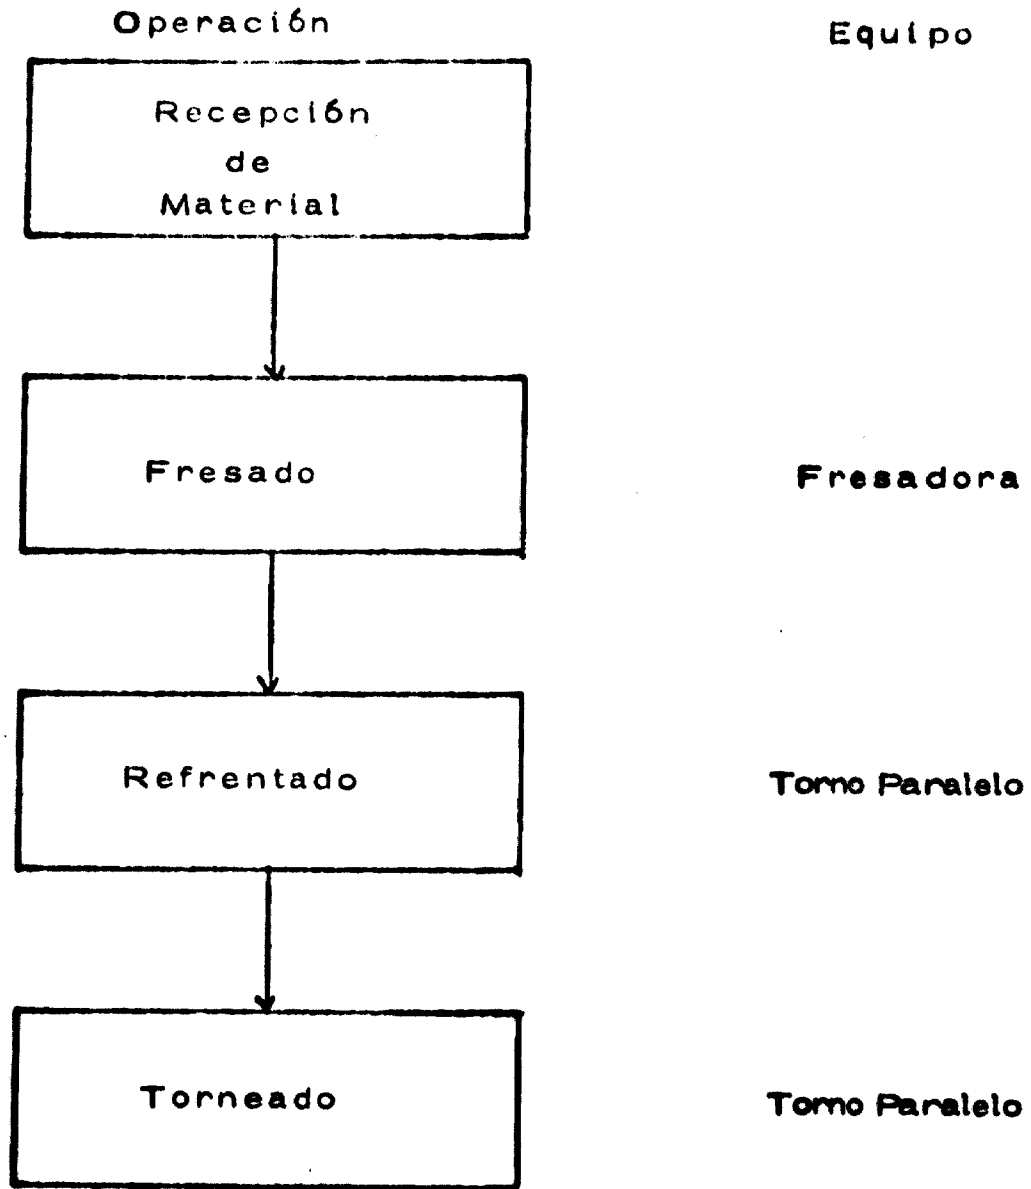 Operación
Equipo
Recepción
de
Material
Fresado
Fresadora
Refrentado
Torno Paralelo
Torneado
Torno Paralelo